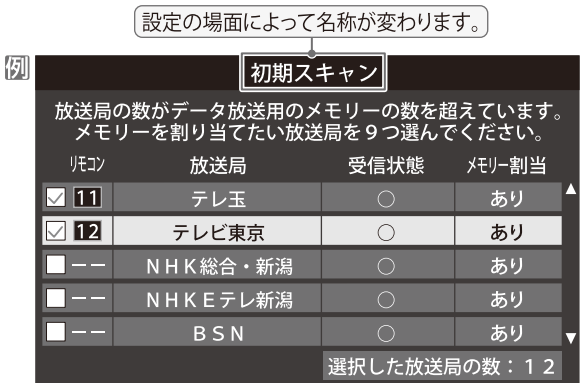 設定の場面によって名称が変わります。
例
初期スキャン
放送局の数がデータ放送用のメモリーの数を超えています。
メモリーを割り当てたい放送局を９つ選んでください。
ﾘﾓｺﾝ 放送局 受信状態 ﾒﾓﾘｰ割当
11 テレ玉 ○ あり
12 テレビ東京 ○ あり
－－ ＮＨＫ総合・新潟 ○ あり
－－ ＮＨＫＥテレ新潟 ○ あり
－－ ＢＳＮ ○ あり
選択した放送局の数：１２